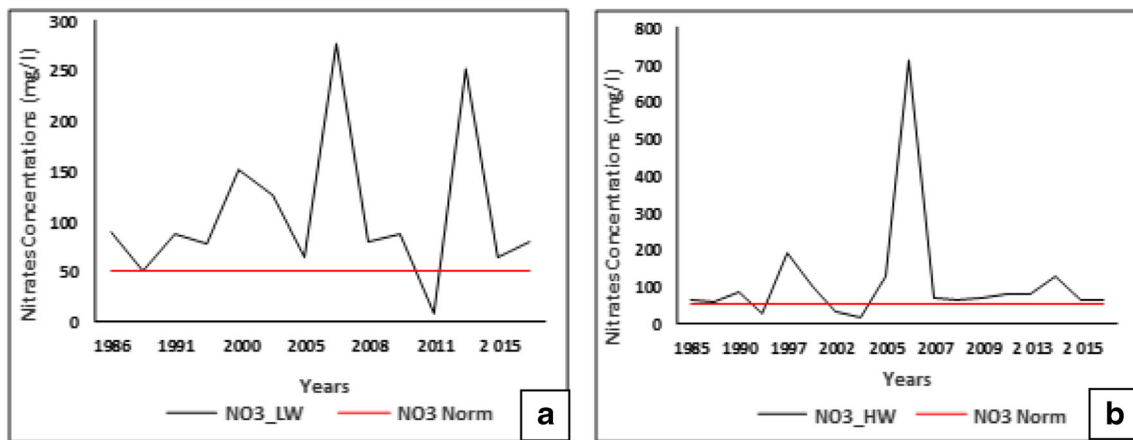 300
250
200
150
100
50
0
Nitrates Concentrations (mg/l)
1986 1991 2000 2005 2008 2011 2 015
Years
NO3_LW NO3 Norm
a
800
700
600
500
400
300
200
100
0
Nitrates Concentrations (mg/l)
1985 1990 1997 2002 2005 2007 2009 2 013 2 015
Years
NO3_HW NO3 Norm
b